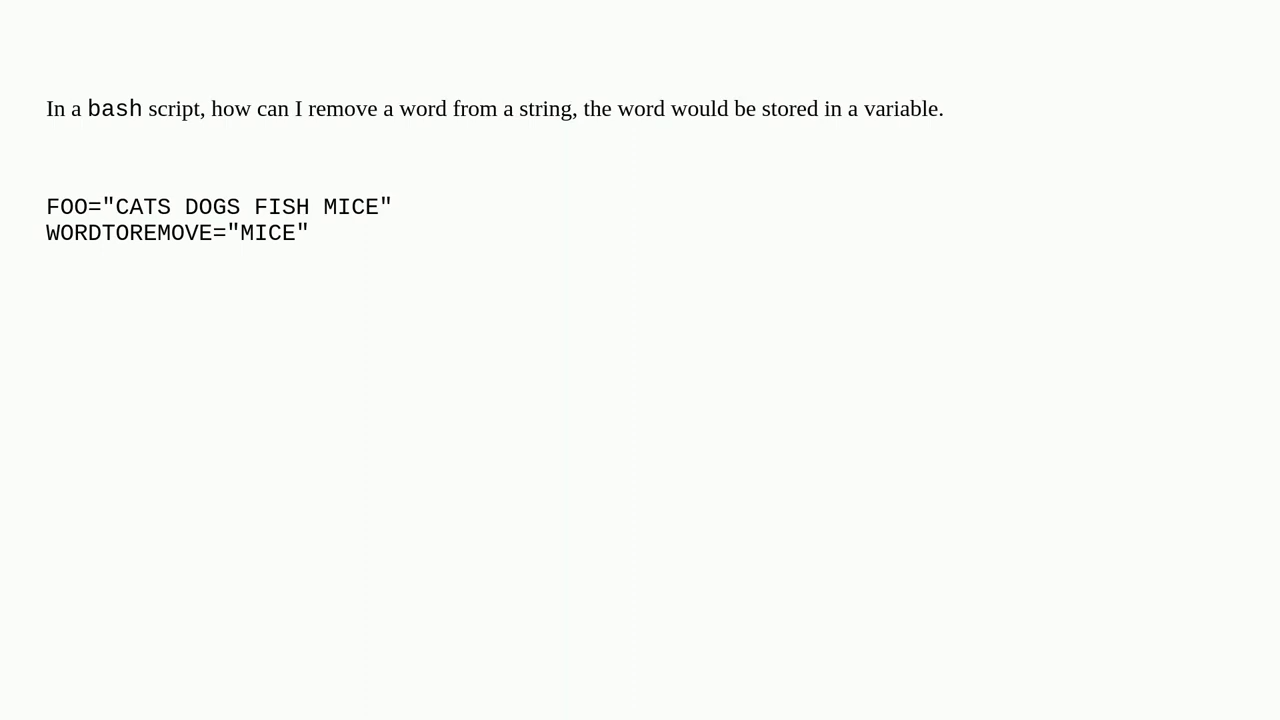 In a bash script, how can I remove a word from a string, the word would be stored in a variable.
FOO="CATS DOGS FISH MICE"
WORDTOREMOVE="MICE"